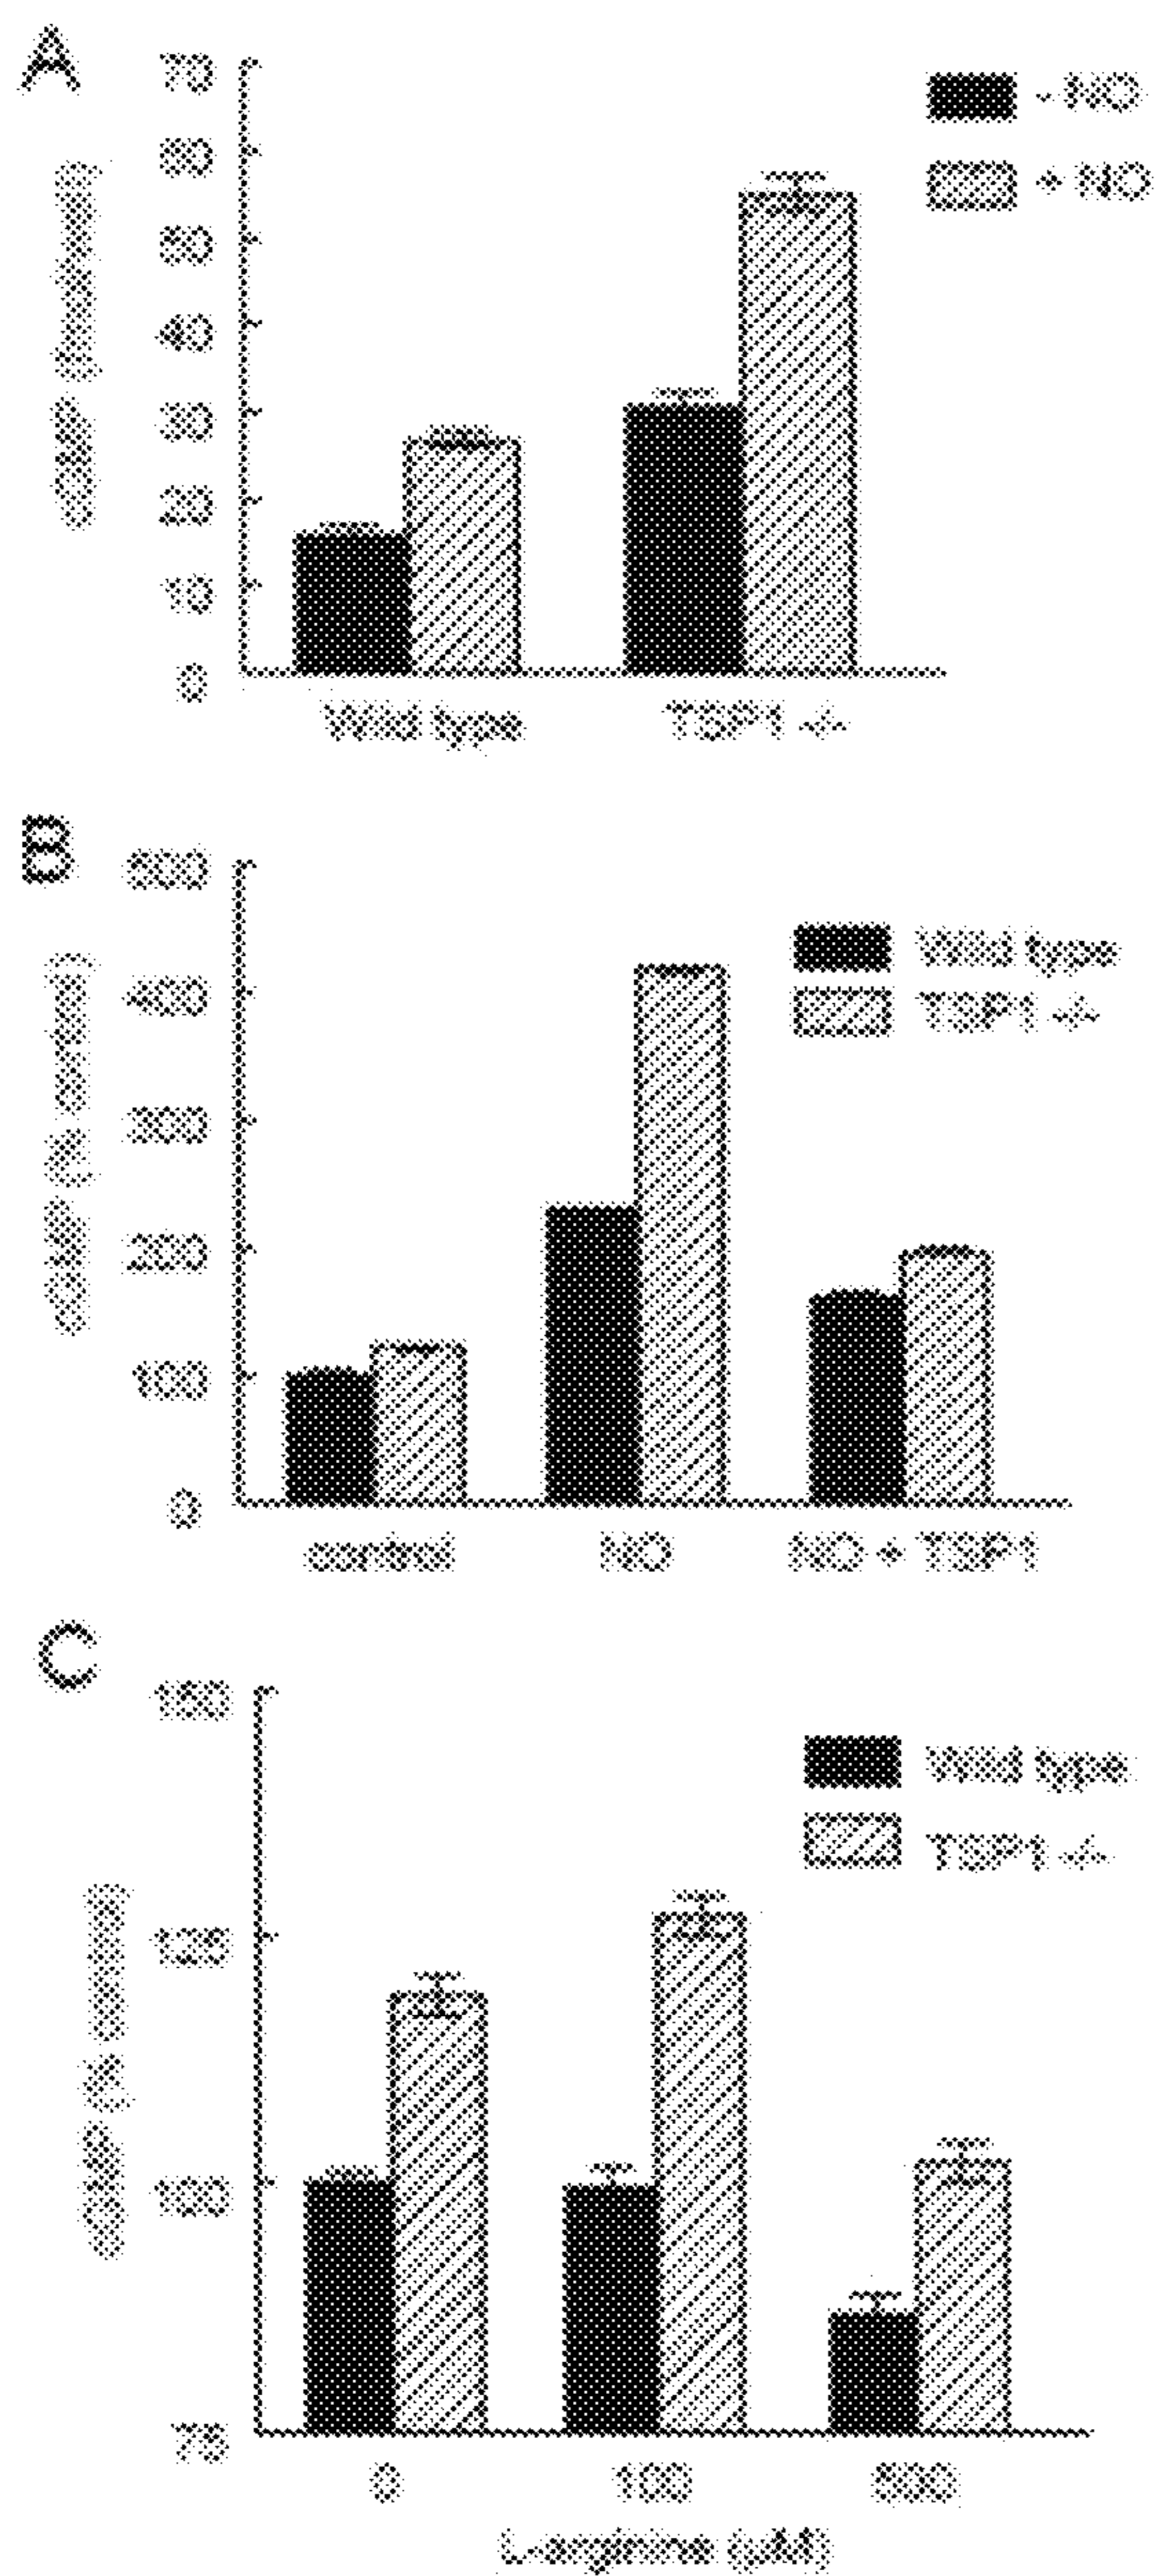 A
70
60
50
40
30
20
10
0
- NO
+ NO
Wild type
TSP1 -/-
B
500
400
300
200
100
0
Wild type
TSP1 -/-
control
NO
NO + TSP1
C
150
125
100
75
Wild type
TSP1 -/-
0
100
500
L-arginine (μM)